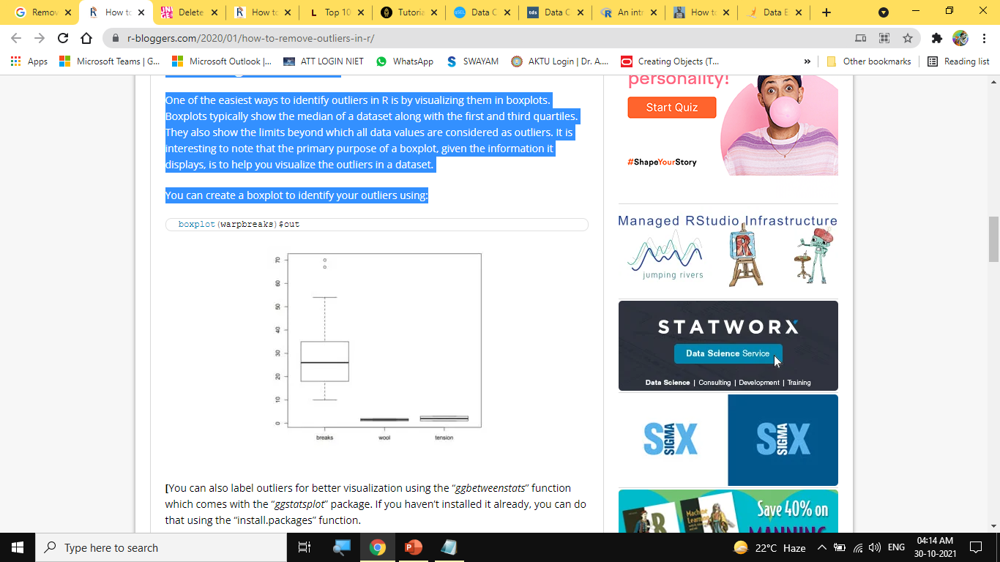 Remov
How to
Delete
How to
Top 10
Tutoria
Data C
Data C
An intr
How to
Data E
r-bloggers.com/2020/01/how-to-remove-outliers-in-r/
Apps
Microsoft Teams | G...
Microsoft Outlook |...
ATT LOGIN NIET
WhatsApp
SWAYAM
AKTU Login | Dr. A....
Creating Objects (T...
»
Other bookmarks
Reading list
One of the easiest ways to identify outliers in R is by visualizing them in boxplots.
Boxplots typically show the median of a dataset along with the first and third quartiles.
They also show the limits beyond which all data values are considered as outliers. It is
interesting to note that the primary purpose of a boxplot, given the information it
displays, is to help you visualize the outliers in a dataset.
You can create a boxplot to identify your outliers using:
boxplot(warpbreaks)$out
70
60
50
40
30
20
10
0
breaks
wool
tension
[You can also label outliers for better visualization using the “ggbetweenstats” function
which comes with the “ggstatsplot” package. If you haven’t installed it already, you can do
that using the “install.packages” function.
personality!
Start Quiz
#ShapeYourStory
Managed RStudio Infrastructure
R
jumping rivers
STATWORX
Data Science Service
Data Science | Consulting | Development | Training
SIGMA SIX
SIGMA SIX
Save 40% on
MANNING
R
Machine
Type here to search
22°C Haze
ENG
04:14 AM
30-10-2021